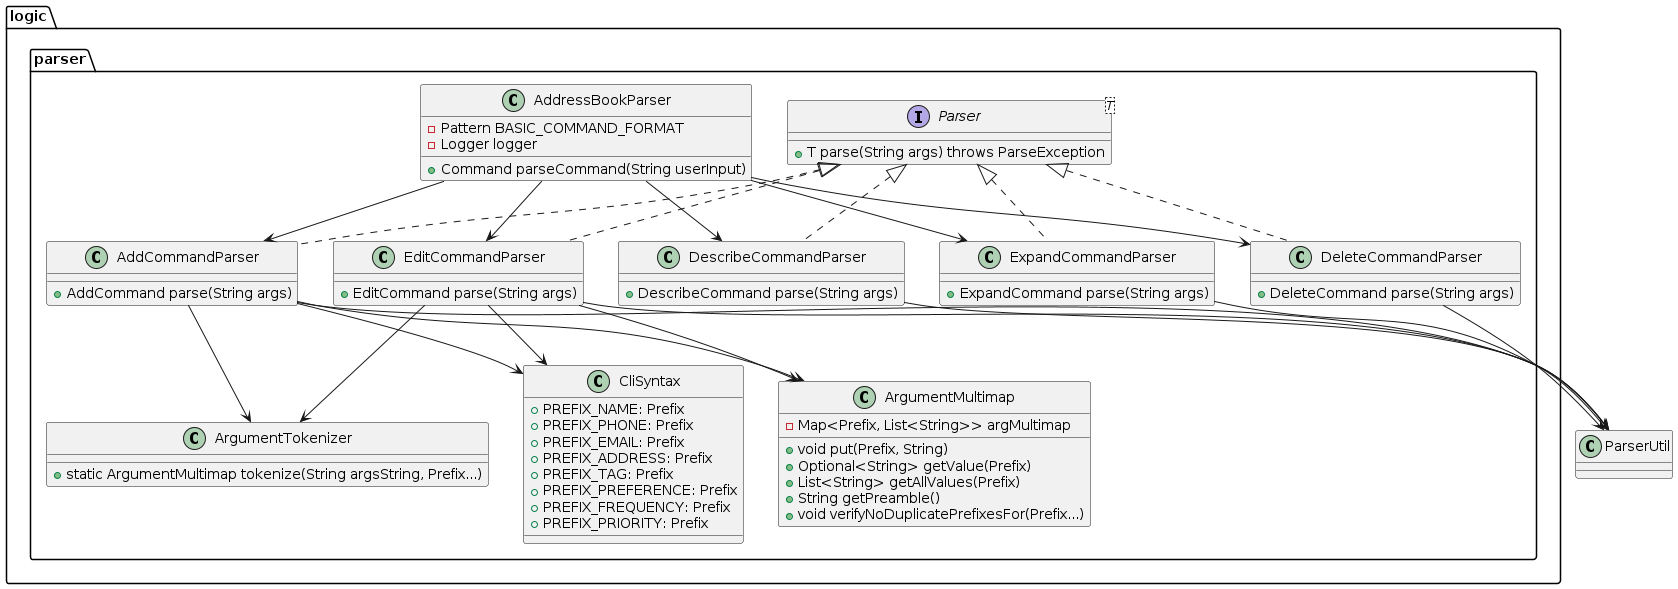 logic
parser
C AddressBookParser
Pattern BASIC_COMMAND_FORMAT
Logger logger
Command parseCommand(String userInput)
I Parser
T
T parse(String args) throws ParseException
C AddCommandParser
AddCommand parse(String args)
C EditCommandParser
EditCommand parse(String args)
C DescribeCommandParser
DescribeCommand parse(String args)
C ExpandCommandParser
ExpandCommand parse(String args)
C DeleteCommandParser
DeleteCommand parse(String args)
C ArgumentTokenizer
static ArgumentMultimap tokenize(String argsString, Prefix...)
C CliSyntax
PREFIX_NAME: Prefix
PREFIX_PHONE: Prefix
PREFIX_EMAIL: Prefix
PREFIX_ADDRESS: Prefix
PREFIX_TAG: Prefix
PREFIX_PREFERENCE: Prefix
PREFIX_FREQUENCY: Prefix
PREFIX_PRIORITY: Prefix
C ArgumentMultimap
Map<Prefix, List<String>> argMultimap
void put(Prefix, String)
Optional<String> getValue(Prefix)
List<String> getAllValues(Prefix)
String getPreamble()
void verifyNoDuplicatePrefixesFor(Prefix...)
C ParserUtil